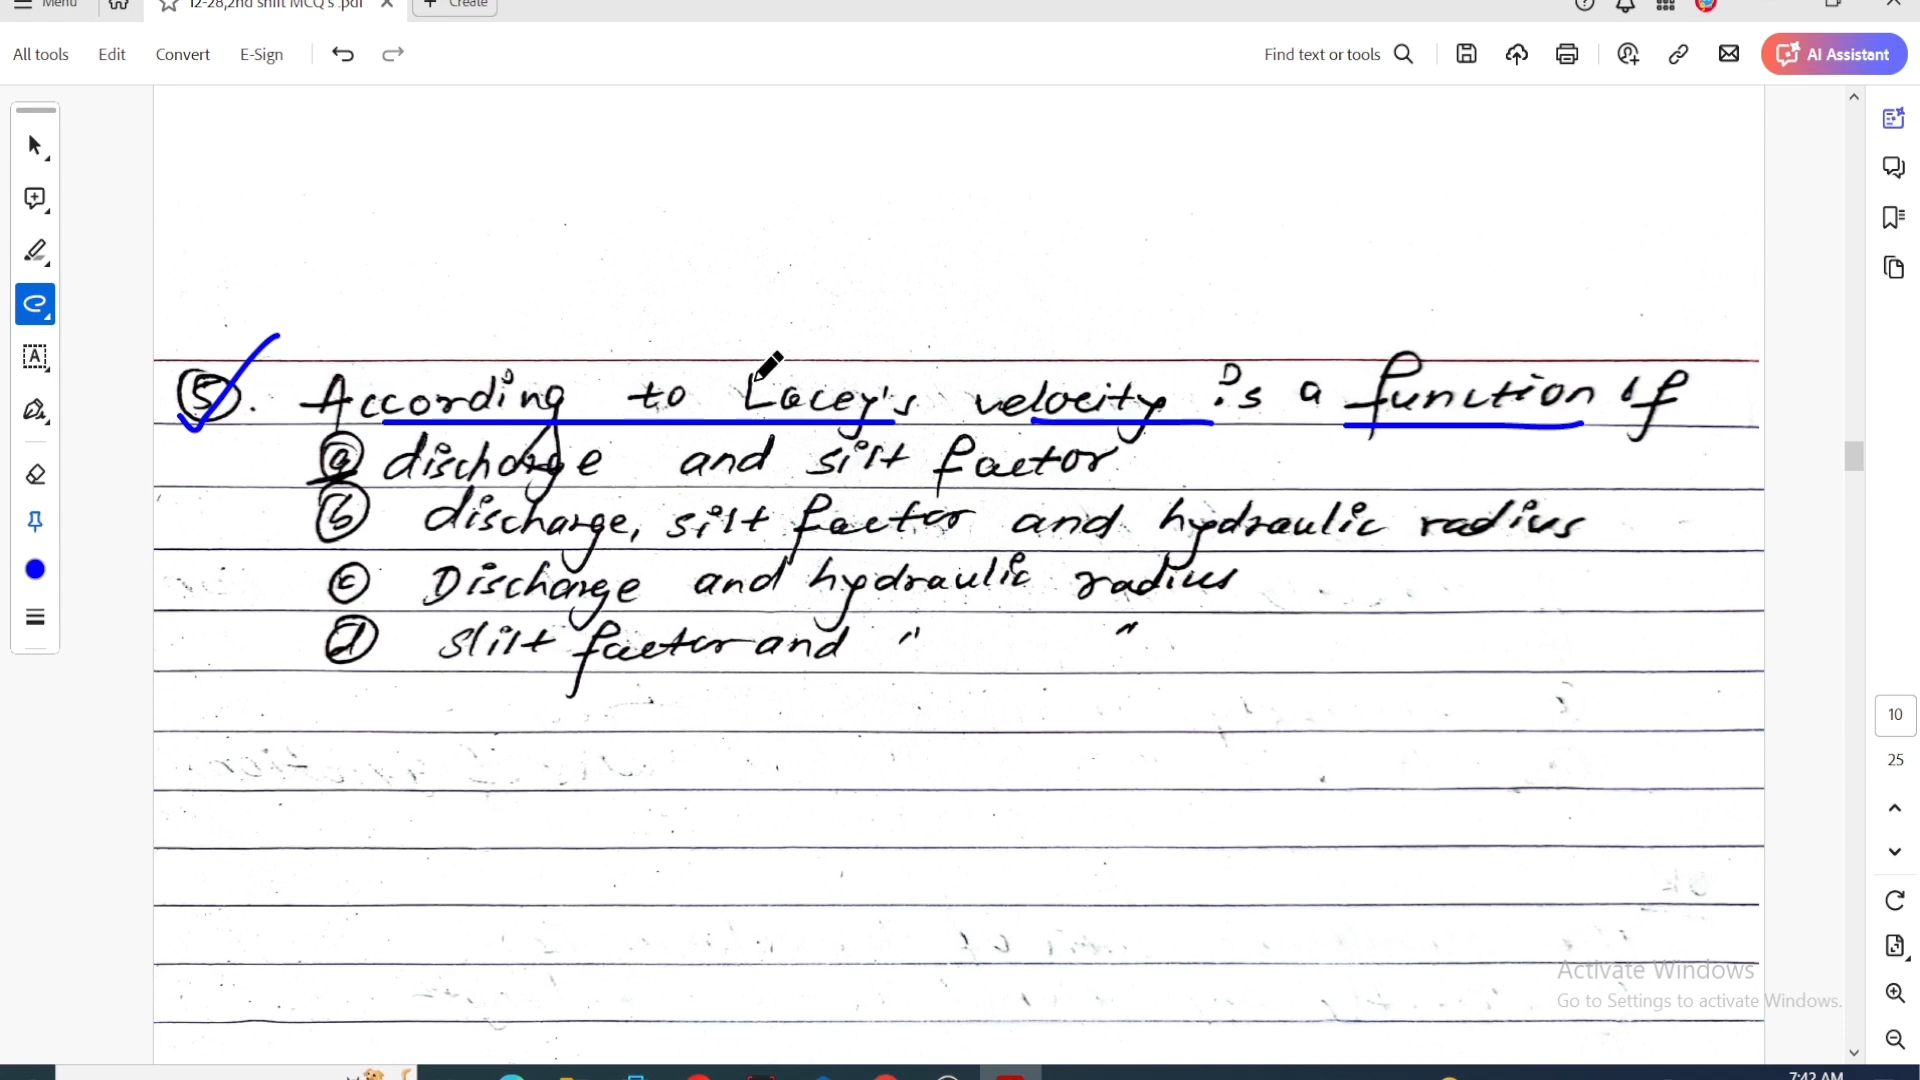 Menu
12-28,2nd shift MCQ's .pdf
Create
All tools Edit Convert E-Sign
Find text or tools
AI Assistant
5. According to Lacey's velocity is a function of
a discharge and silt factor
b discharge, silt factor and hydraulic radius
c Discharge and hydraulic radius
d slilt factor and " "
10
25
Activate Windows
Go to Settings to activate Windows.
7:42 AM